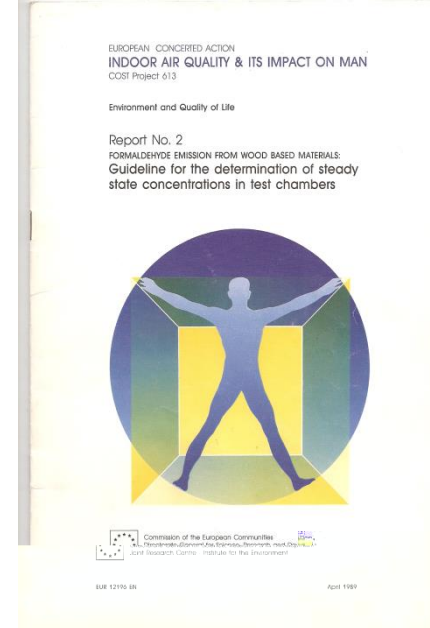 EUROPEAN CONCERTED ACTION
INDOOR AIR QUALITY & ITS IMPACT ON MAN
COST Project 613
Environment and Quality of Life
Report No. 2
FORMALDEHYDE EMISSION FROM WOOD BASED MATERIALS:
Guideline for the determination of steady
state concentrations in test chambers
Commission of the European Communities
Joint Research Centre - Institute for the Environment
EUR 12196 EN
April 1989